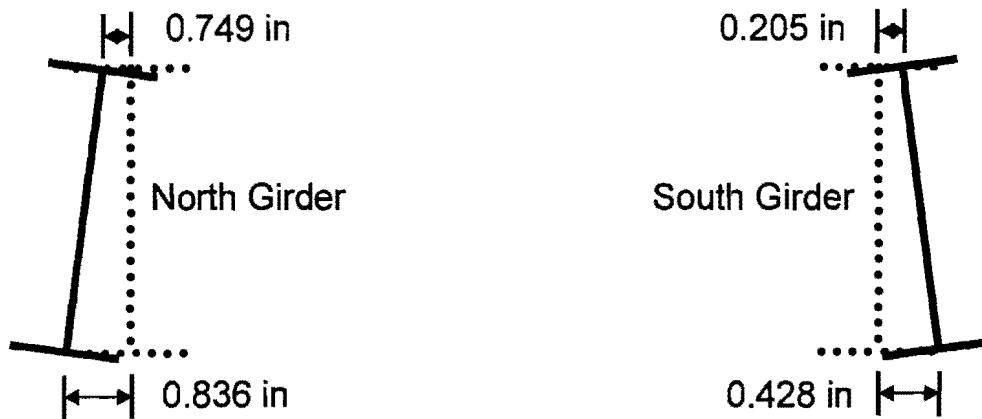 0.749 in
0.205 in
North Girder
South Girder
0.836 in
0.428 in